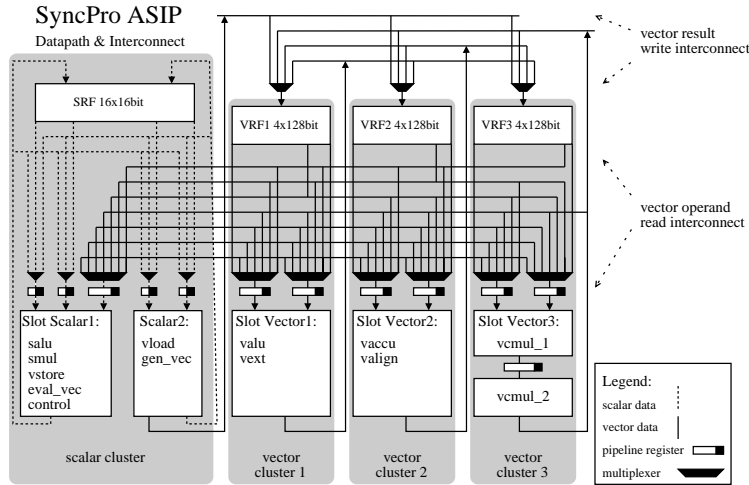 SyncPro ASIP
Datapath & Interconnect
vector result
write interconnect
SRF 16x16bit
VRF1 4x128bit
VRF2 4x128bit
VRF3 4x128bit
vector operand
read interconnect
Slot Scalar1:
salu
smul
vstore
eval_vec
control
Scalar2:
vload
gen_vec
Slot Vector1:
valu
vext
Slot Vector2:
vaccu
valign
Slot Vector3:
vcmul_1
vcmul_2
scalar cluster
vector
cluster 1
vector
cluster 2
vector
cluster 3
Legend:
scalar data
vector data
pipeline register
multiplexer